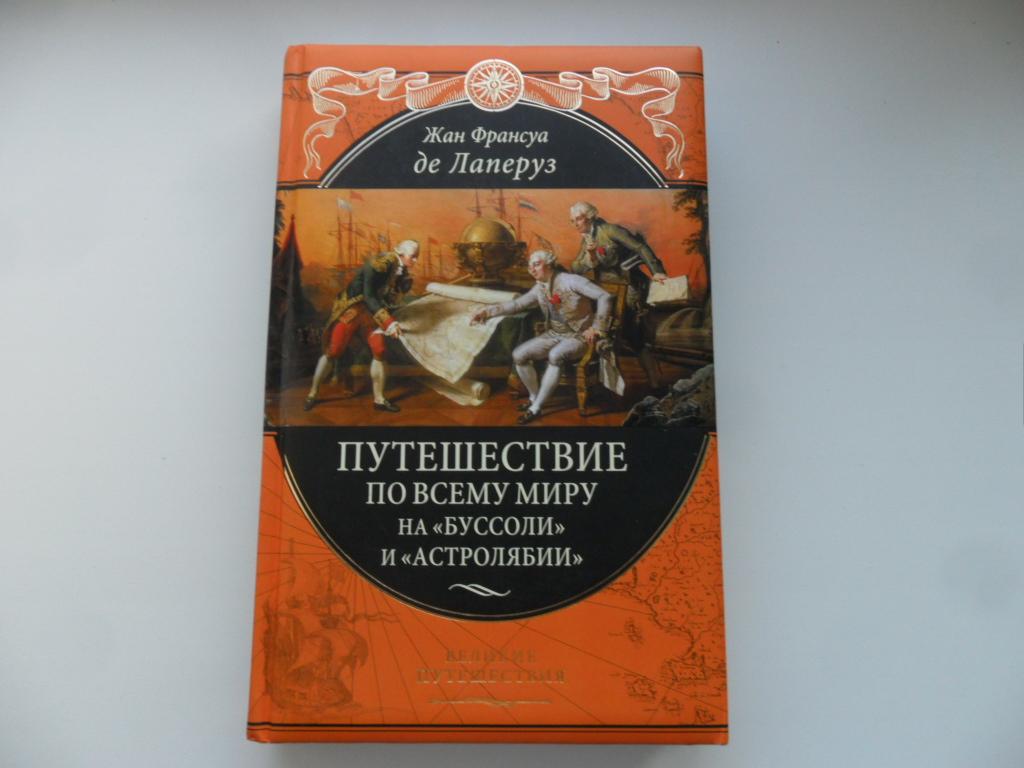 Жан Франсуа
де Лаперуз
ПУТЕШЕСТВИЕ
ПО ВСЕМУ МИРУ
НА «БУССОЛИ»
И «АСТРОЛЯБИИ»
ВЕЛИКИЕ
ПУТЕШЕСТВИЯ